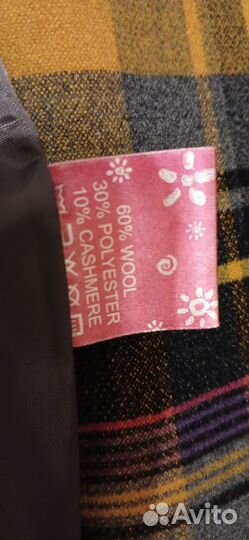 60% WOOL
30% POLYESTER
10% CASHMERE
Avito